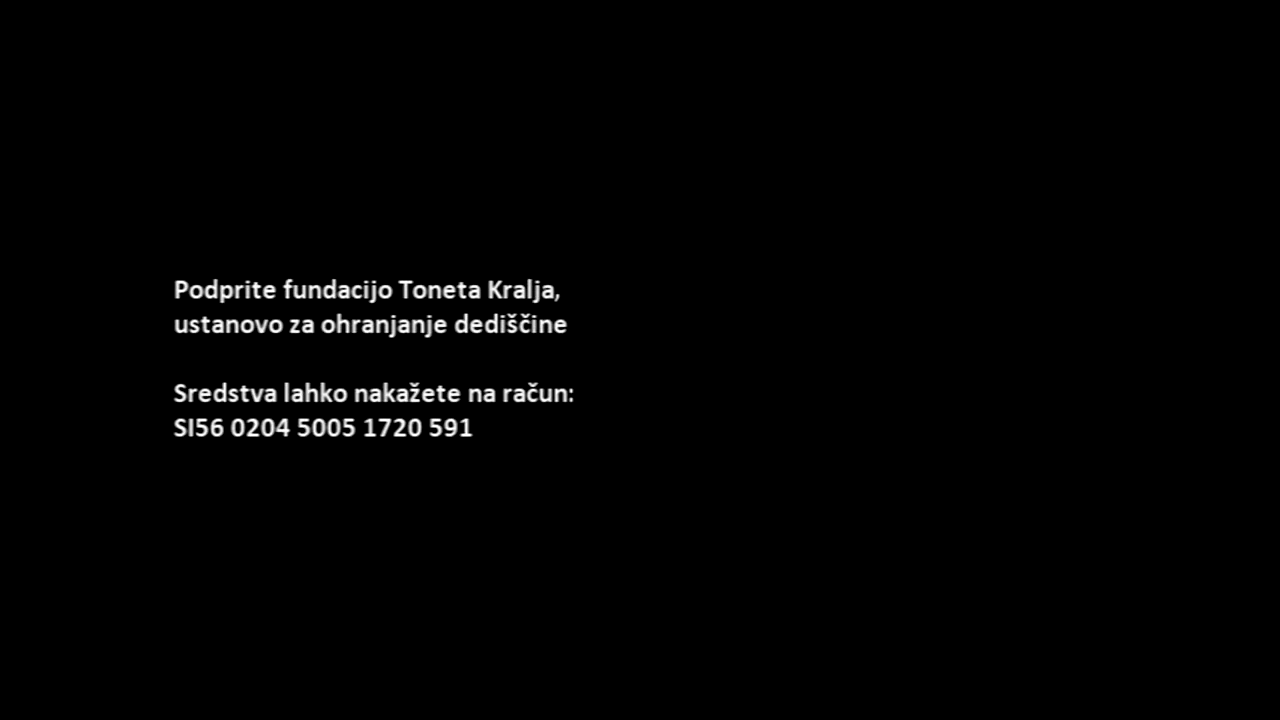 Podprite fundacijo Toneta Kralja,
ustanovo za ohranjanje dediščine
Sredstva lahko nakažete na račun:
SI56 0204 5005 1720 591